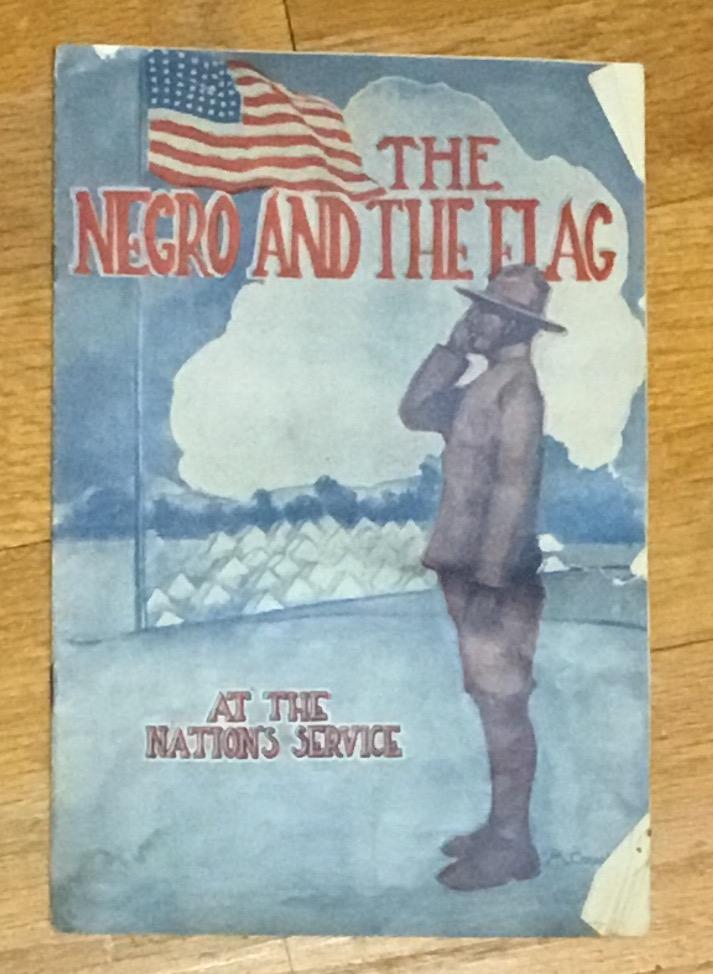 THE
NEGRO AND THE FLAG
AT THE
NATION'S SERVICE